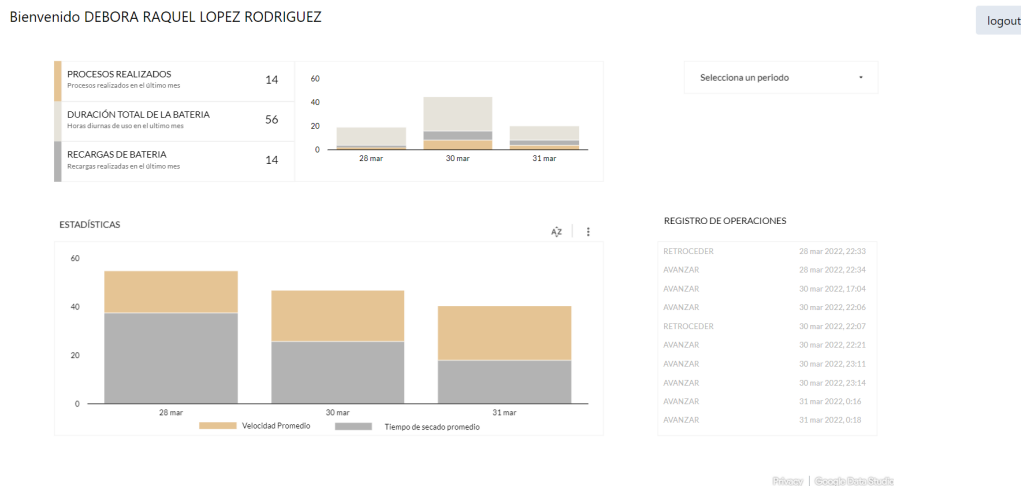 Bienvenido DEBORA RAQUEL LOPEZ RODRIGUEZ
logout
PROCESOS REALIZADOS 14
Procesos realizados en el último mes
DURACIÓN TOTAL DE LA BATERIA 56
Horas diurnas de uso en el ultimo mes
RECARGAS DE BATERIA 14
Recargas realizadas en el último mes
60
40
20
0
28 mar 30 mar 31 mar
Selecciona un periodo
ESTADÍSTICAS
AZ
60
40
20
0
28 mar 30 mar 31 mar
Velocidad Promedio Tiempo de secado promedio
REGISTRO DE OPERACIONES
RETROCEDER 28 mar 2022, 22:33
AVANZAR 28 mar 2022, 22:34
AVANZAR 30 mar 2022, 17:04
AVANZAR 30 mar 2022, 22:06
RETROCEDER 30 mar 2022, 22:07
AVANZAR 30 mar 2022, 22:21
AVANZAR 30 mar 2022, 23:11
AVANZAR 30 mar 2022, 23:14
AVANZAR 31 mar 2022, 0:16
AVANZAR 31 mar 2022, 0:18
Privacy | Google Data Studio